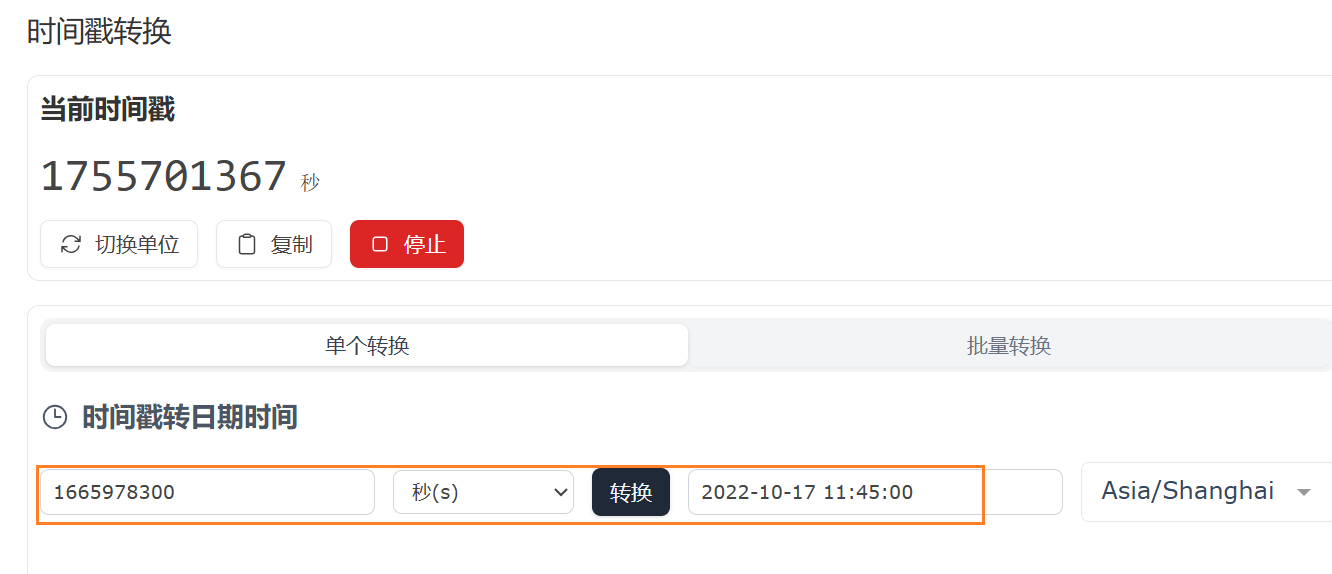 时间戳转换
当前时间戳
1755701367 秒
切换单位 复制 停止
单个转换 批量转换
时间戳转日期时间
1665978300 秒(s) 转换 2022-10-17 11:45:00 Asia/Shanghai